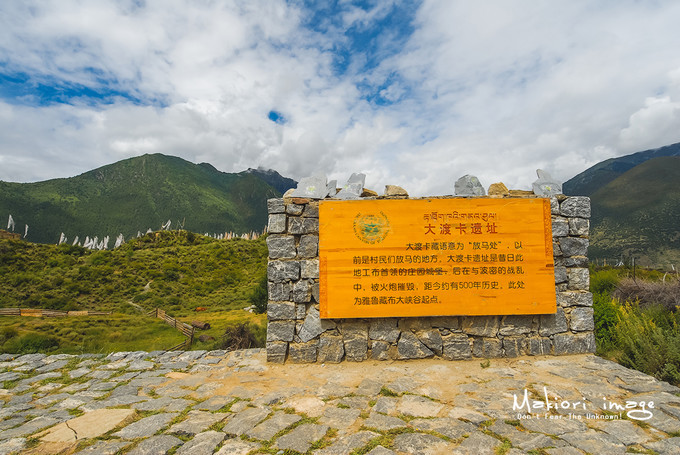 大渡卡遗址
大渡卡藏语意为“放马处”，以
前是村民们放马的地方，大渡卡遗址是昔日此
地工布首领的庄园城堡，后在与波密的战乱
中，被火炮摧毁，距今约有500年历史，此处
为雅鲁藏布大峡谷起点。
Makiori image
Don't Fear The Unknown!